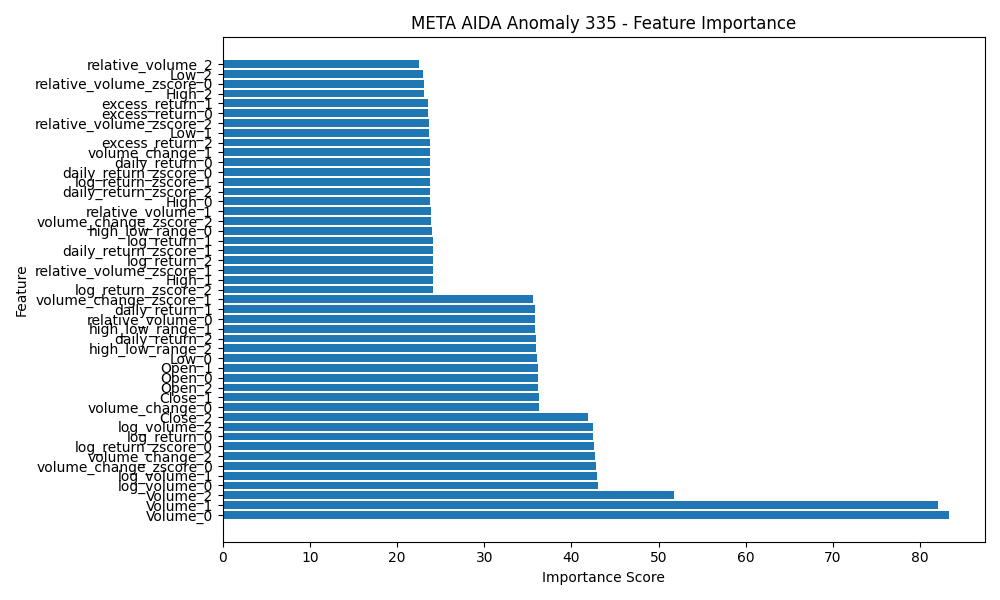 META AIDA Anomaly 335 - Feature Importance
relative_volume_2
Low_2
relative_volume_zscore_0
High_2
excess_return_1
excess_return_0
relative_volume_zscore_2
Low_1
excess_return_2
volume_change_1
daily_return_0
daily_return_zscore_0
log_return_zscore_1
daily_return_zscore_2
High_0
relative_volume_1
volume_change_zscore_2
high_low_range_0
log_return_1
daily_return_zscore_1
log_return_2
relative_volume_zscore_1
High_1
log_return_zscore_2
volume_change_zscore_1
daily_return_1
relative_volume_0
high_low_range_1
daily_return_2
high_low_range_2
Low_0
Open_1
Open_0
Open_2
Close_1
volume_change_0
Close_2
log_volume_2
log_return_0
log_return_zscore_0
volume_change_2
volume_change_zscore_0
log_volume_1
log_volume_0
Volume_2
Volume_1
Volume_0
Feature
0 10 20 30 40 50 60 70 80
Importance Score